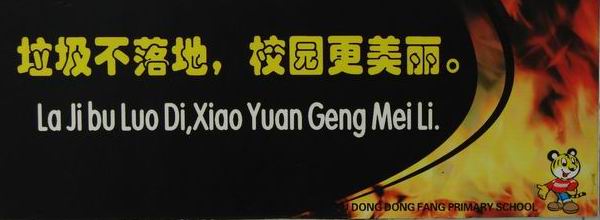 垃圾不落地，校园更美丽。
La Ji bu Luo Di,Xiao Yuan Geng Mei Li.
DONG DONG FANG PRIMARY SCHOOL